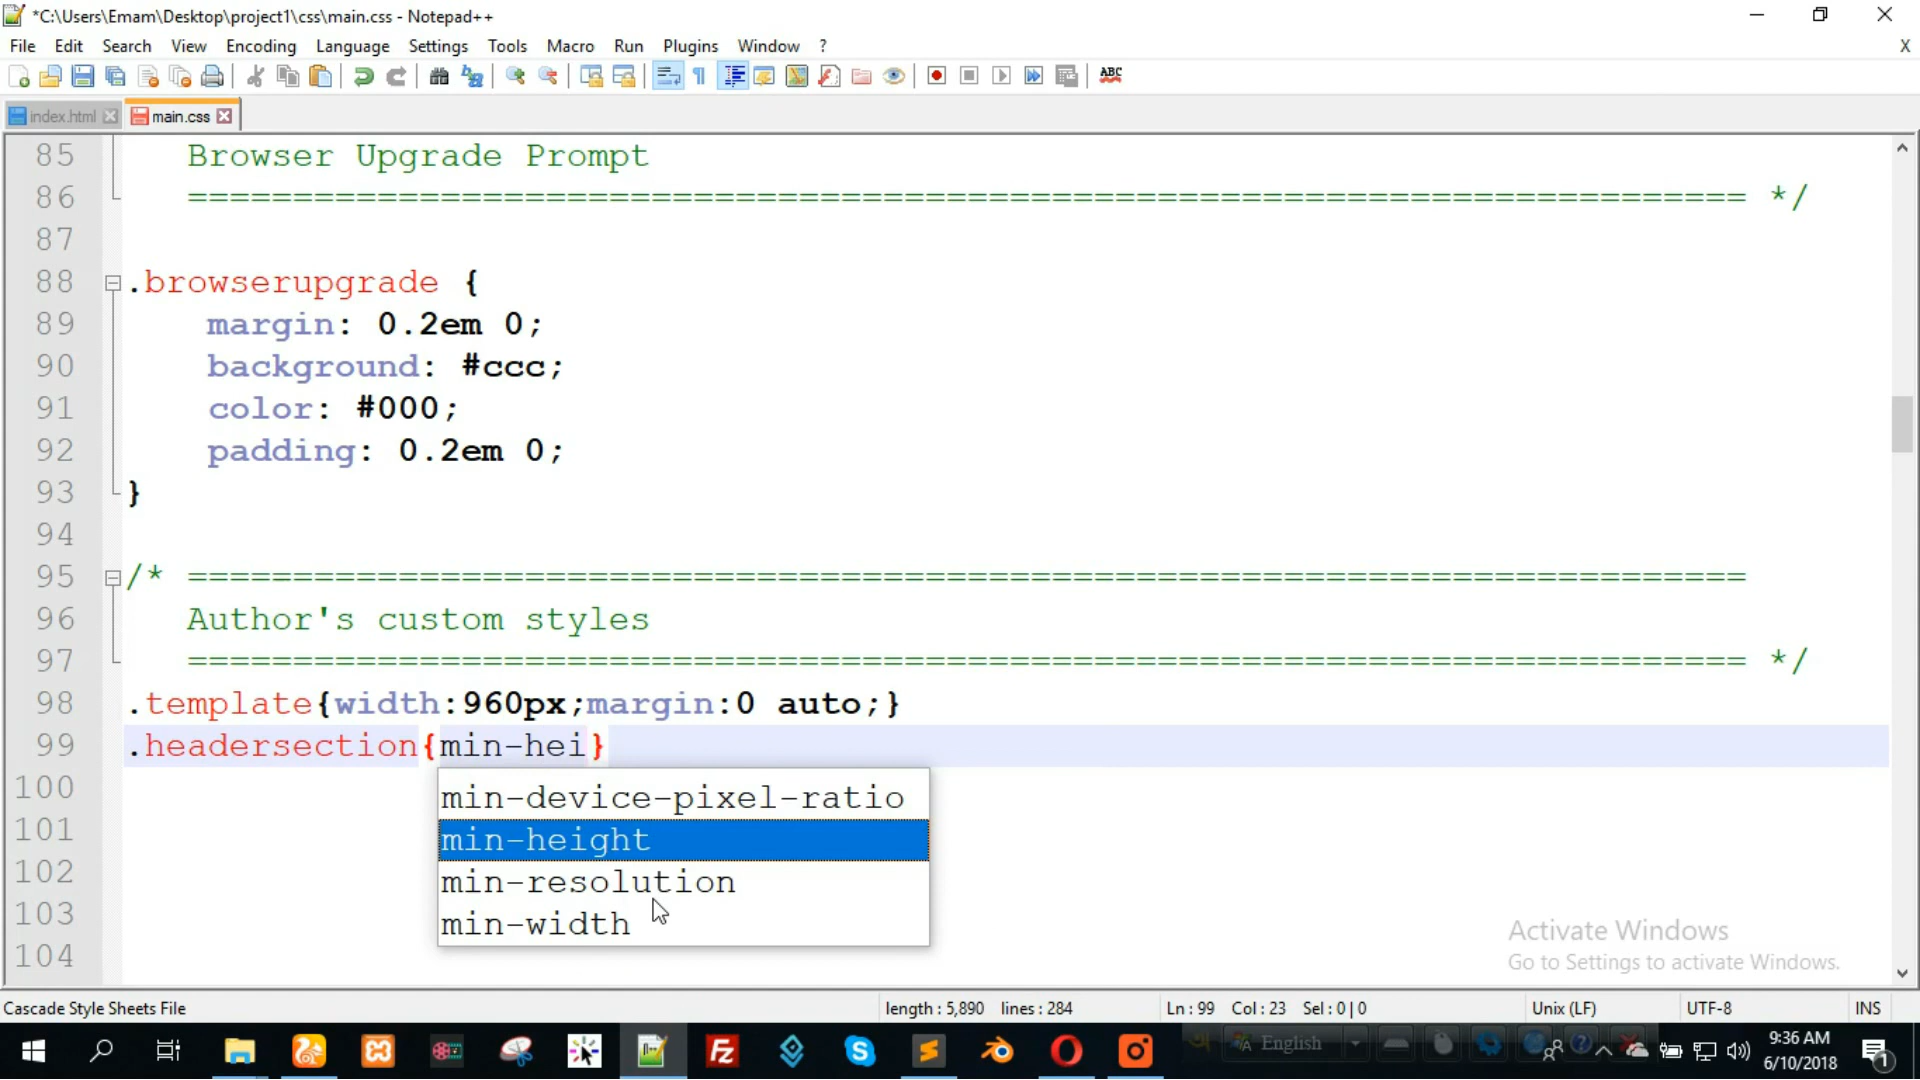 *C:\Users\Emam\Desktop\project1\css\main.css - Notepad++
File Edit Search View Encoding Language Settings Tools Macro Run Plugins Window ? X
ABC
index.html main.css
85 Browser Upgrade Prompt
86 ========================================================================== */
87
88 .browserupgrade {
89 margin: 0.2em 0;
90 background: #ccc;
91 color: #000;
92 padding: 0.2em 0;
93 }
94
95 /* ==========================================================================
96 Author's custom styles
97 ========================================================================== */
98 .template{width:960px;margin:0 auto;}
99 .headersection{min-hei}
100 min-device-pixel-ratio
101 min-height
102 min-resolution
103 min-width
104
Activate Windows
Go to Settings to activate Windows.
Cascade Style Sheets File length : 5,890 lines : 284 Ln : 99 Col : 23 Sel : 0 | 0 Unix (LF) UTF-8 INS
English
9:36 AM
6/10/2018
1